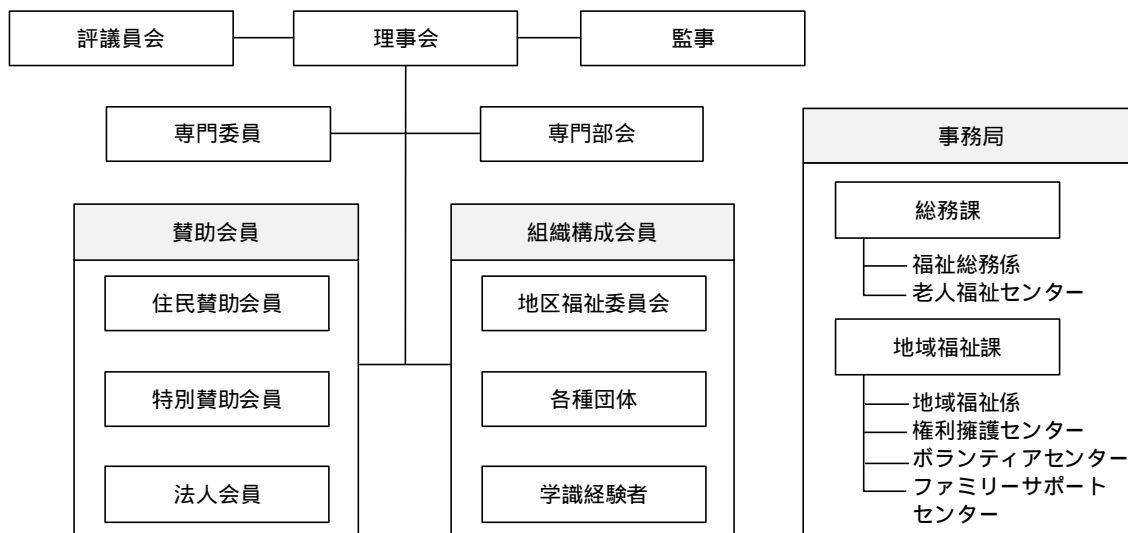 評議員会
理事会
監事
専門委員
専門部会
賛助会員
住民賛助会員
特別賛助会員
法人会員
組織構成会員
地区福祉委員会
各種団体
学識経験者
事務局
総務課
福祉総務係
老人福祉センター
地域福祉課
地域福祉係
権利擁護センター
ボランティアセンター
ファミリーサポート
センター